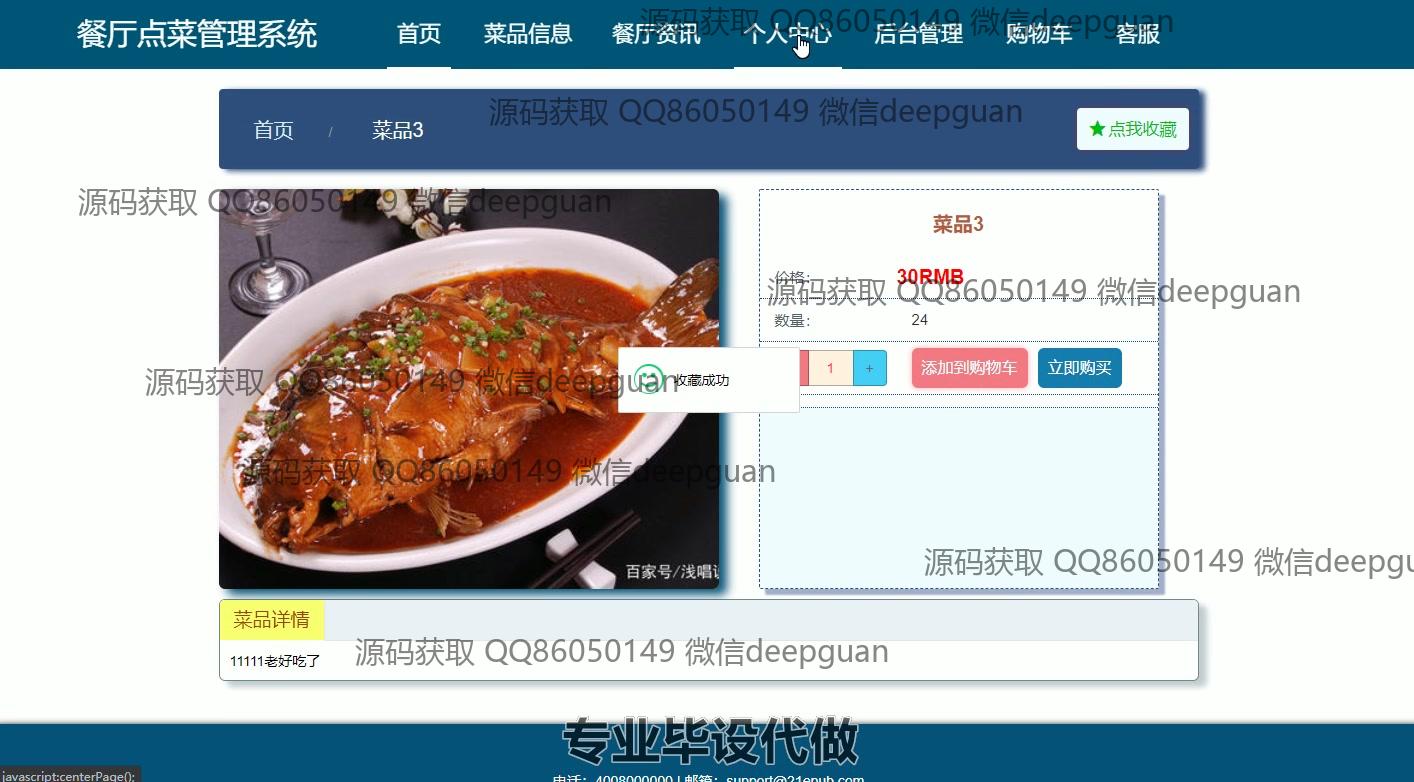 源码获取 QQ86050149 微信deepguan
餐厅点菜管理系统 首页 菜品信息 餐厅资讯 个人中心 后台管理 购物车 客服
首页 / 菜品3
源码获取 QQ86050149 微信deepguan
★点我收藏
源码获取 QQ86050149 微信deepguan
菜品3
价格: 30RMB
源码获取 QQ86050149 微信deepguan
数量: 24
1 + 添加到购物车 立即购买
源码获取 QQ86050149 微信deepguan
收藏成功
源码获取 QQ86050149 微信deepguan
源码获取 QQ86050149 微信deepgu
百家号/浅唱
菜品详情
11111老好吃了
源码获取 QQ86050149 微信deepguan
专业毕设代做
电话：4008000000 | 邮箱：support@21epub.com
javascript:centerPage();